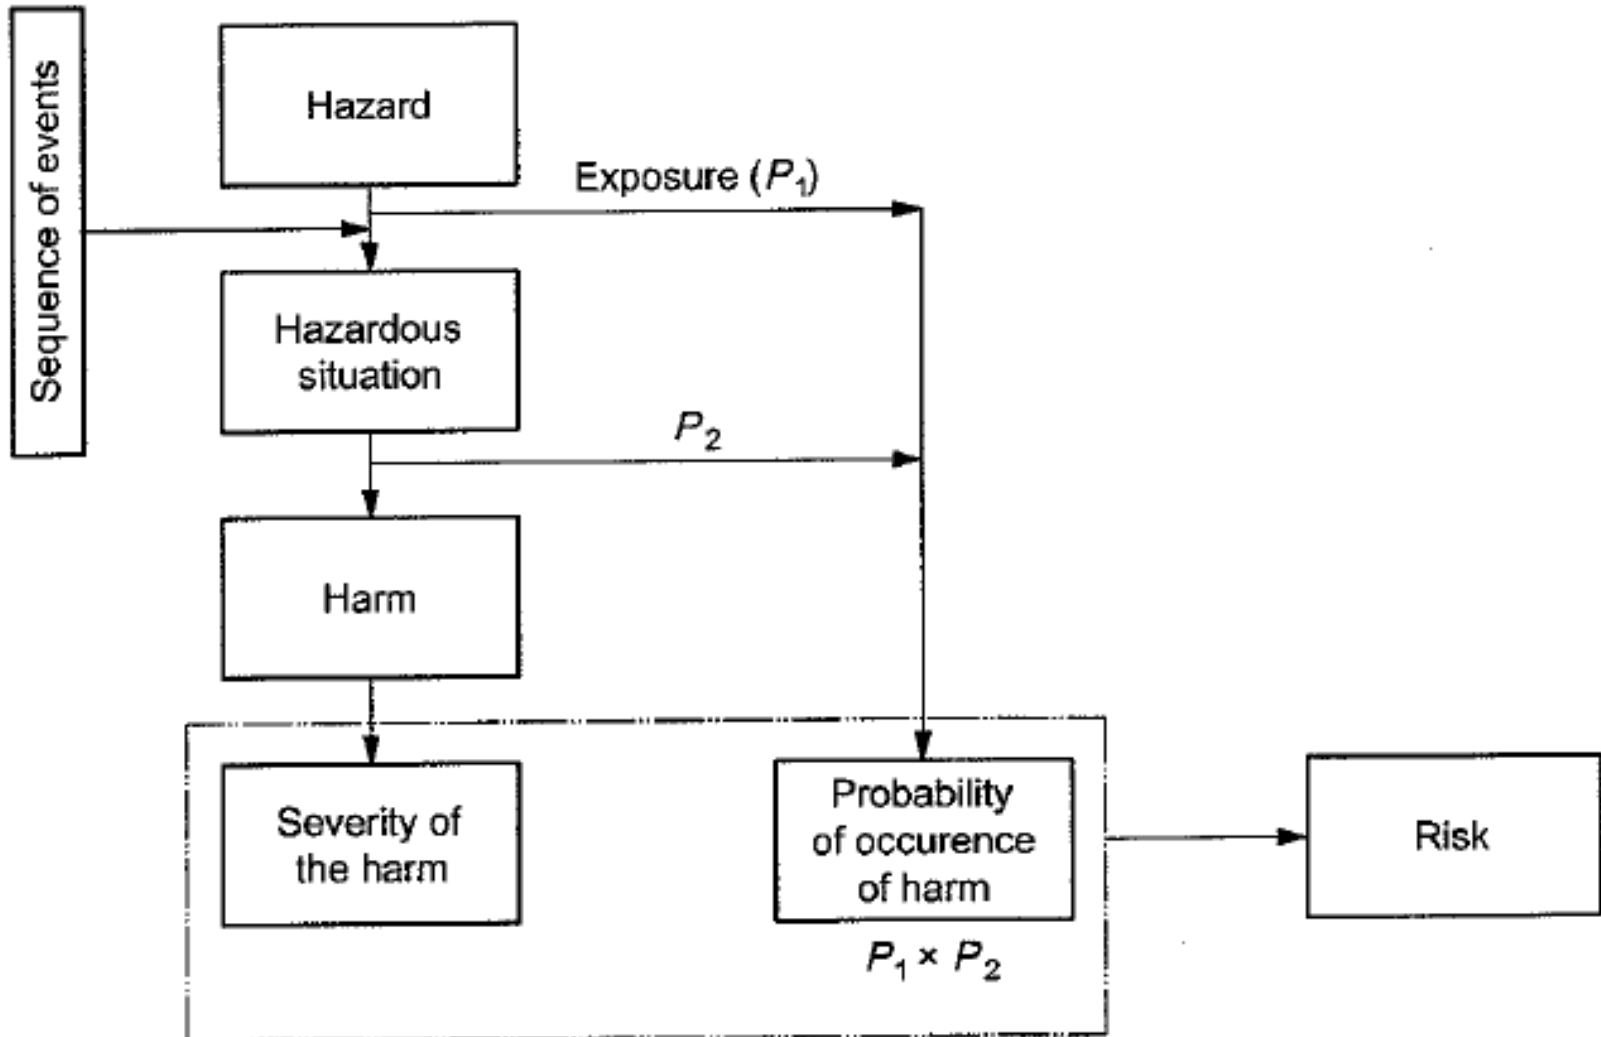 Sequence of events
Hazard
Exposure (P₁)
Hazardous
situation
P₂
Harm
Severity of
the harm
Probability
of occurence
of harm
P₁ × P₂
Risk